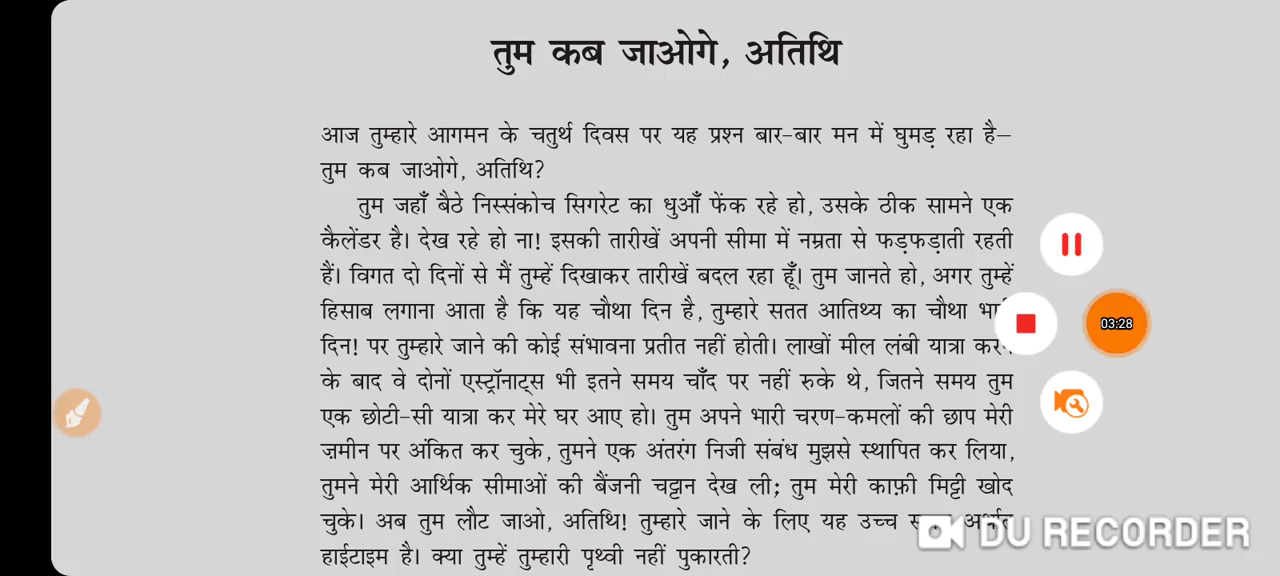 तुम कब जाओगे, अतिथि
आज तुम्हारे आगमन के चतुर्थ दिवस पर यह प्रश्न बार-बार मन में घुमड़ रहा है—
तुम कब जाओगे, अतिथि?
तुम जहाँ बैठे निस्संकोच सिगरेट का धुआँ फेंक रहे हो, उसके ठीक सामने एक
कैलेंडर है। देख रहे हो ना! इसकी तारीखें अपनी सीमा में नम्रता से फड़फड़ाती रहती
हैं। विगत दो दिनों से मैं तुम्हें दिखाकर तारीखें बदल रहा हूँ। तुम जानते हो, अगर तुम्हें
हिसाब लगाना आता है कि यह चौथा दिन है, तुम्हारे सतत आतिथ्य का चौथा
दिन! पर तुम्हारे जाने की कोई संभावना प्रतीत नहीं होती। लाखों मील लंबी यात्रा
03:28
के बाद वे दोनों एस्ट्रॉनाट्स भी इतने समय चाँद पर नहीं रुके थे, जितने समय तुम
एक छोटी-सी यात्रा कर मेरे घर आए हो। तुम अपने भारी चरण-कमलों की छाप मेरी
ज़मीन पर अंकित कर चुके, तुमने एक अंतरंग निजी संबंध मुझसे स्थापित कर लिया,
तुमने मेरी आर्थिक सीमाओं की बैंजनी चट्टान देख ली; तुम मेरी काफ़ी मिट्टी खोद
चुके। अब तुम लौट जाओ, अतिथि! तुम्हारे जाने के लिए यह उच्च अर्थात
DU RECORDER
हाईटाइम है। क्या तुम्हें तुम्हारी पृथ्वी नहीं पुकारती?